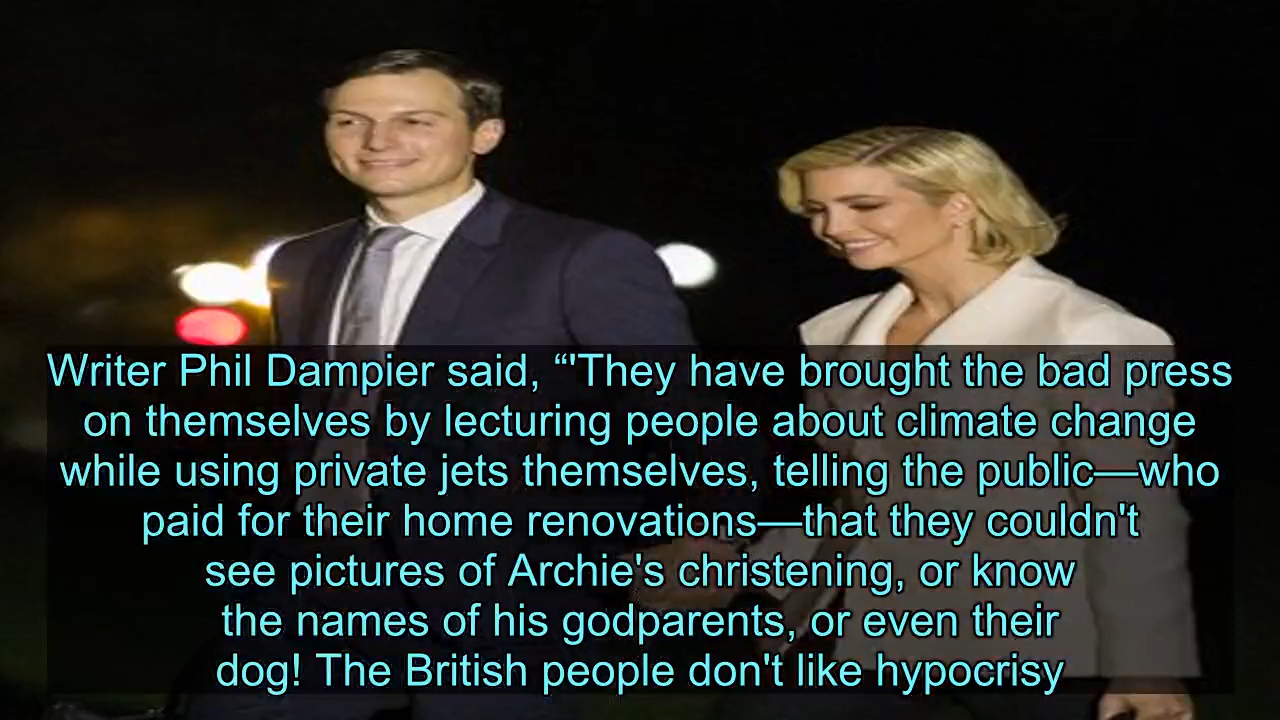 Writer Phil Dampier said, “'They have brought the bad press
on themselves by lecturing people about climate change
while using private jets themselves, telling the public—who
paid for their home renovations—that they couldn't
see pictures of Archie's christening, or know
the names of his godparents, or even their
dog! The British people don't like hypocrisy